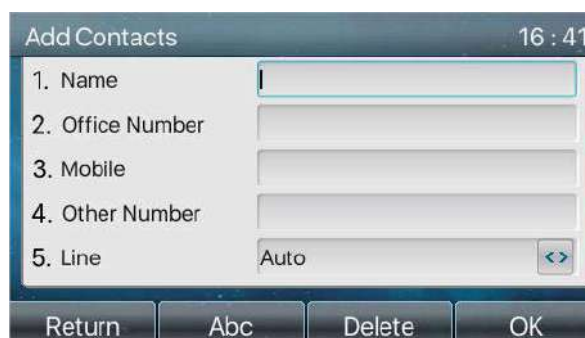 Add Contacts 16 : 41
1. Name
2. Office Number
3. Mobile
4. Other Number
5. Line Auto <>
Return Abc Delete OK